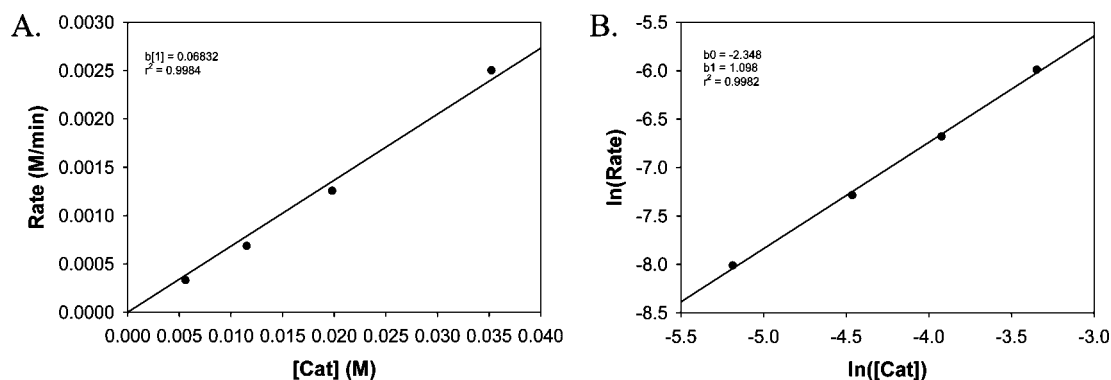 A.
b[1] = 0.06832
r² = 0.9984
Rate (M/min)
0.0030
0.0025
0.0020
0.0015
0.0010
0.0005
0.0000
0.000 0.005 0.010 0.015 0.020 0.025 0.030 0.035 0.040
[Cat] (M)
B.
b0 = -2.348
b1 = 1.098
r² = 0.9982
ln(Rate)
-5.5
-6.0
-6.5
-7.0
-7.5
-8.0
-8.5
-5.5 -5.0 -4.5 -4.0 -3.5 -3.0
ln([Cat])